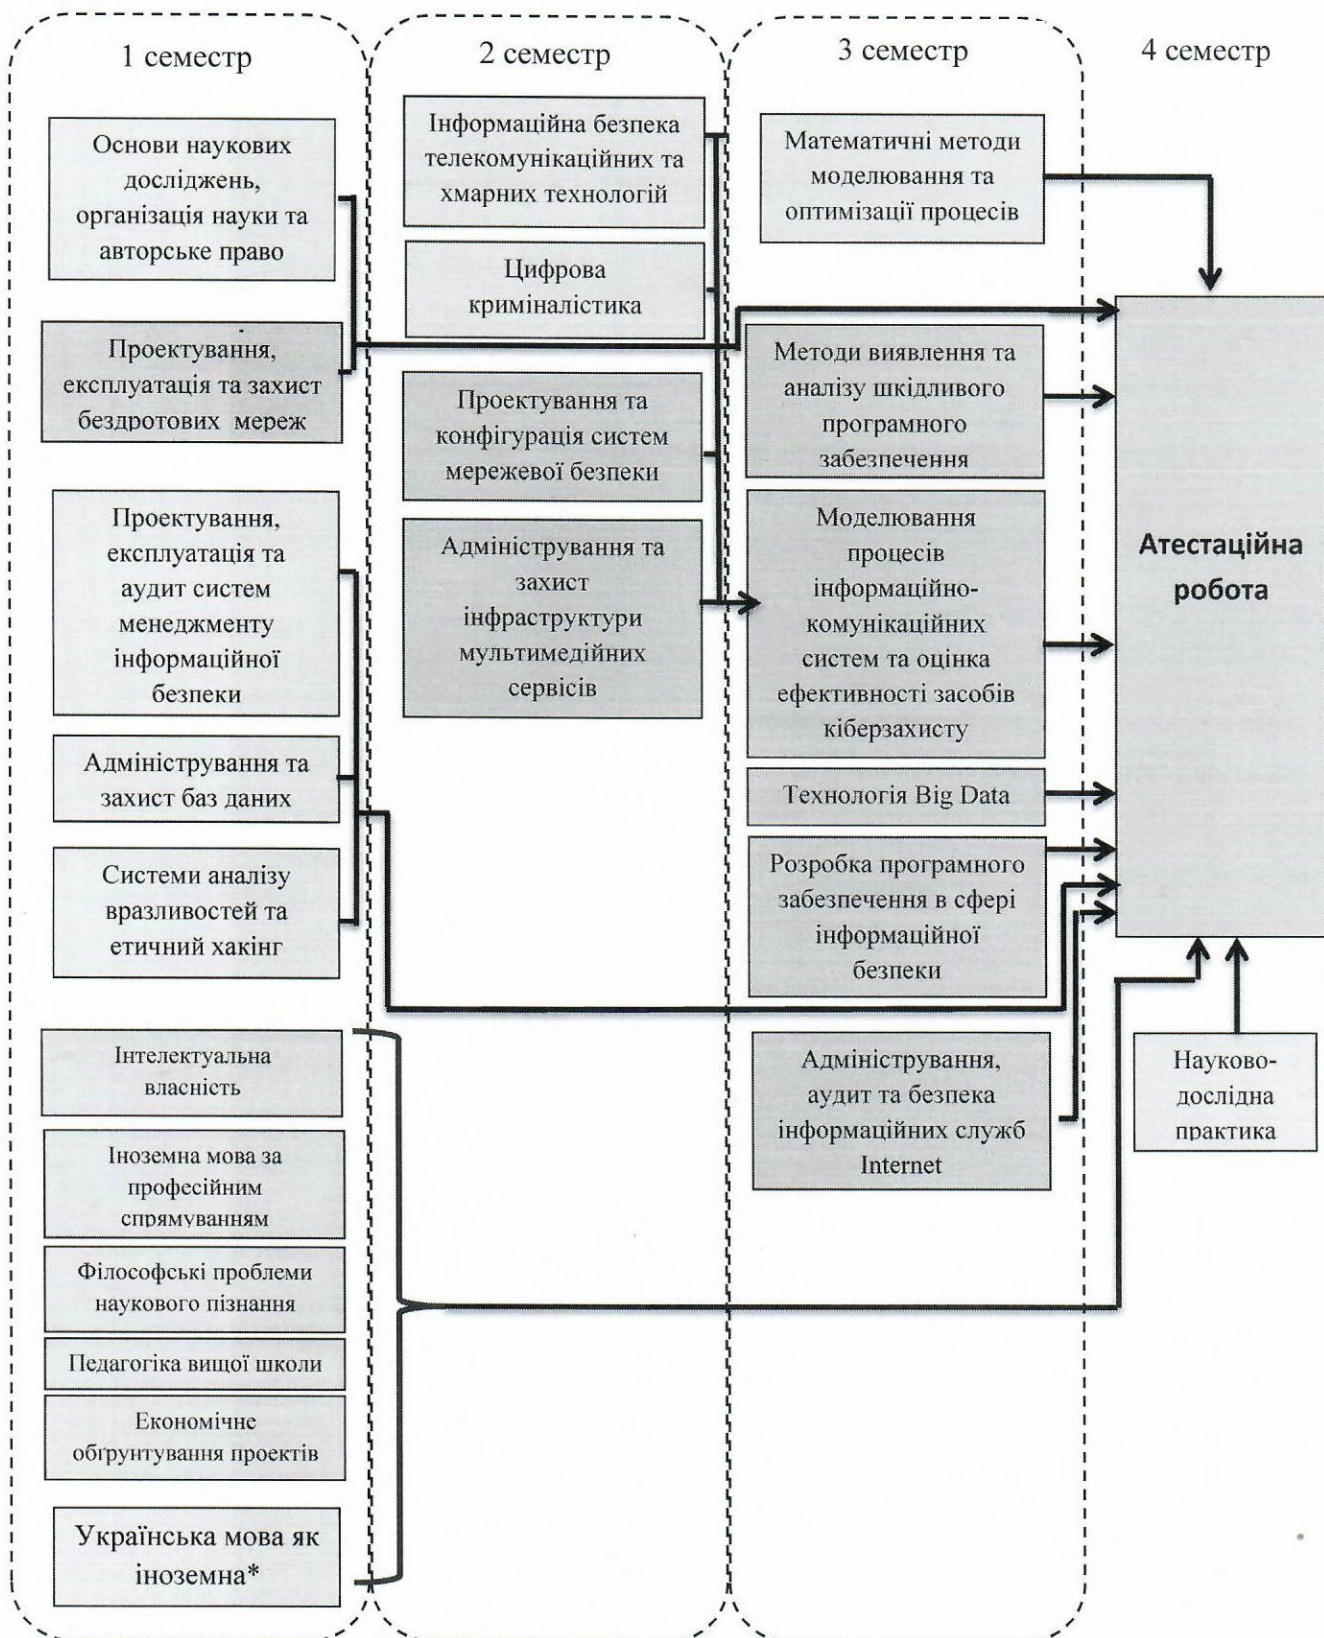 1 семестр
Основи наукових
досліджень,
організація науки та
авторське право
Проектування,
експлуатація та захист
бездротових мереж
Проектування,
експлуатація та
аудит систем
менеджменту
інформаційної
безпеки
Адміністрування та
захист баз даних
Системи аналізу
вразливостей та
етичний хакінг
Інтелектуальна
власність
Іноземна мова за
професійним
спрямуванням
Філософські проблеми
наукового пізнання
Педагогіка вищої школи
Економічне
обґрунтування проектів
Українська мова як
іноземна*
2 семестр
Інформаційна безпека
телекомунікаційних та
хмарних технологій
Цифрова
криміналістика
Проектування та
конфігурація систем
мережевої безпеки
Адміністрування та
захист
інфраструктури
мультимедійних
сервісів
3 семестр
Математичні методи
моделювання та
оптимізації процесів
Методи виявлення та
аналізу шкідливого
програмного
забезпечення
Моделювання
процесів
інформаційно-
комунікаційних
систем та оцінка
ефективності засобів
кіберзахисту
Технологія Big Data
Розробка програмного
забезпечення в сфері
інформаційної
безпеки
Адміністрування,
аудит та безпека
інформаційних служб
Internet
4 семестр
Атестаційна
робота
Науково-
дослідна
практика